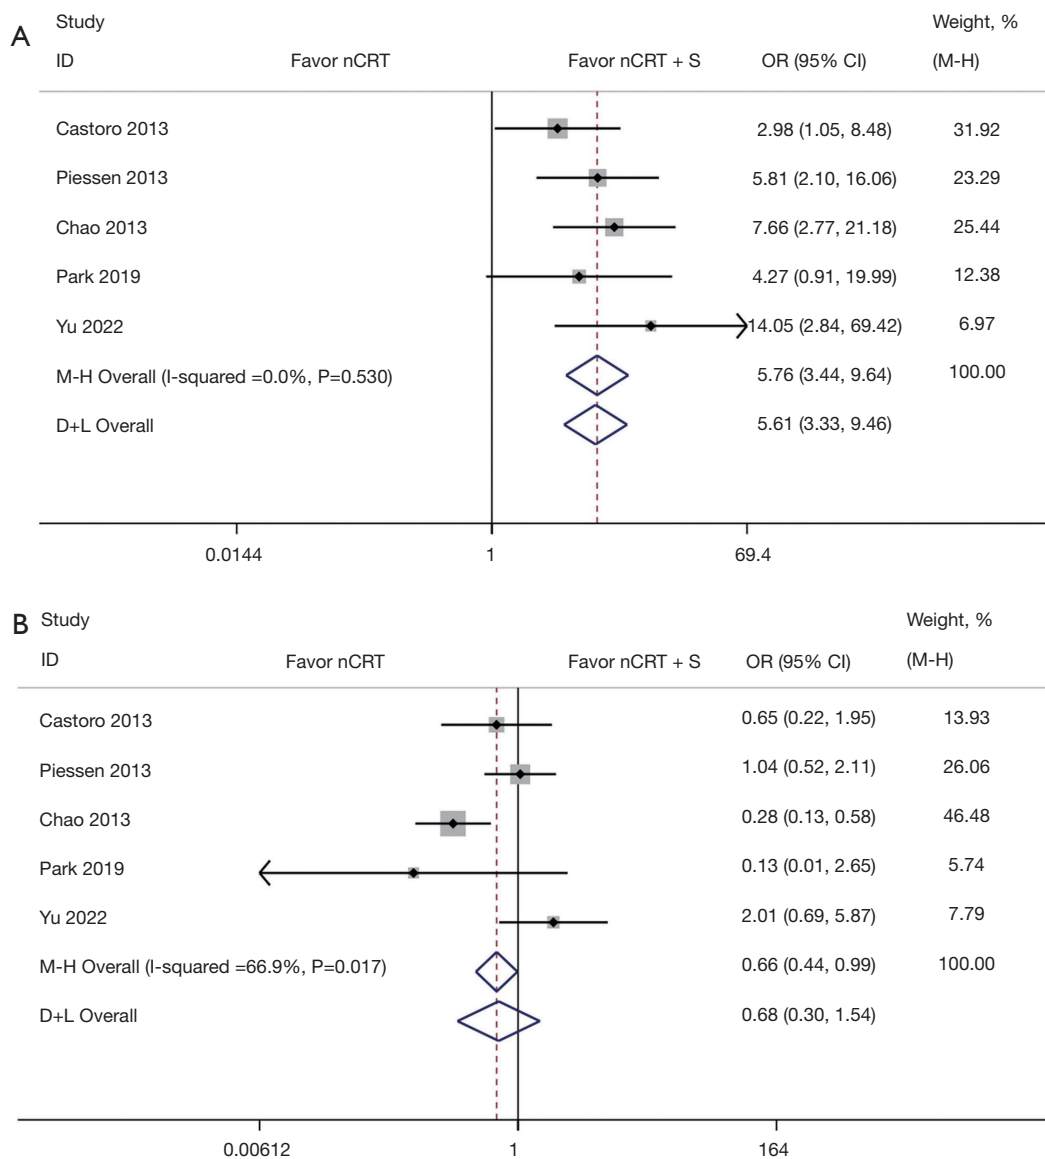 A
Study Weight, %
ID Favor nCRT Favor nCRT + S OR (95% CI) (M-H)
Castoro 2013 2.98 (1.05, 8.48) 31.92
Piessen 2013 5.81 (2.10, 16.06) 23.29
Chao 2013 7.66 (2.77, 21.18) 25.44
Park 2019 4.27 (0.91, 19.99) 12.38
Yu 2022 14.05 (2.84, 69.42) 6.97
M-H Overall (I-squared =0.0%, P=0.530) 5.76 (3.44, 9.64) 100.00
D+L Overall 5.61 (3.33, 9.46)
0.0144 1 69.4
B
Study Weight, %
ID Favor nCRT Favor nCRT + S OR (95% CI) (M-H)
Castoro 2013 0.65 (0.22, 1.95) 13.93
Piessen 2013 1.04 (0.52, 2.11) 26.06
Chao 2013 0.28 (0.13, 0.58) 46.48
Park 2019 0.13 (0.01, 2.65) 5.74
Yu 2022 2.01 (0.69, 5.87) 7.79
M-H Overall (I-squared =66.9%, P=0.017) 0.66 (0.44, 0.99) 100.00
D+L Overall 0.68 (0.30, 1.54)
0.00612 1 164